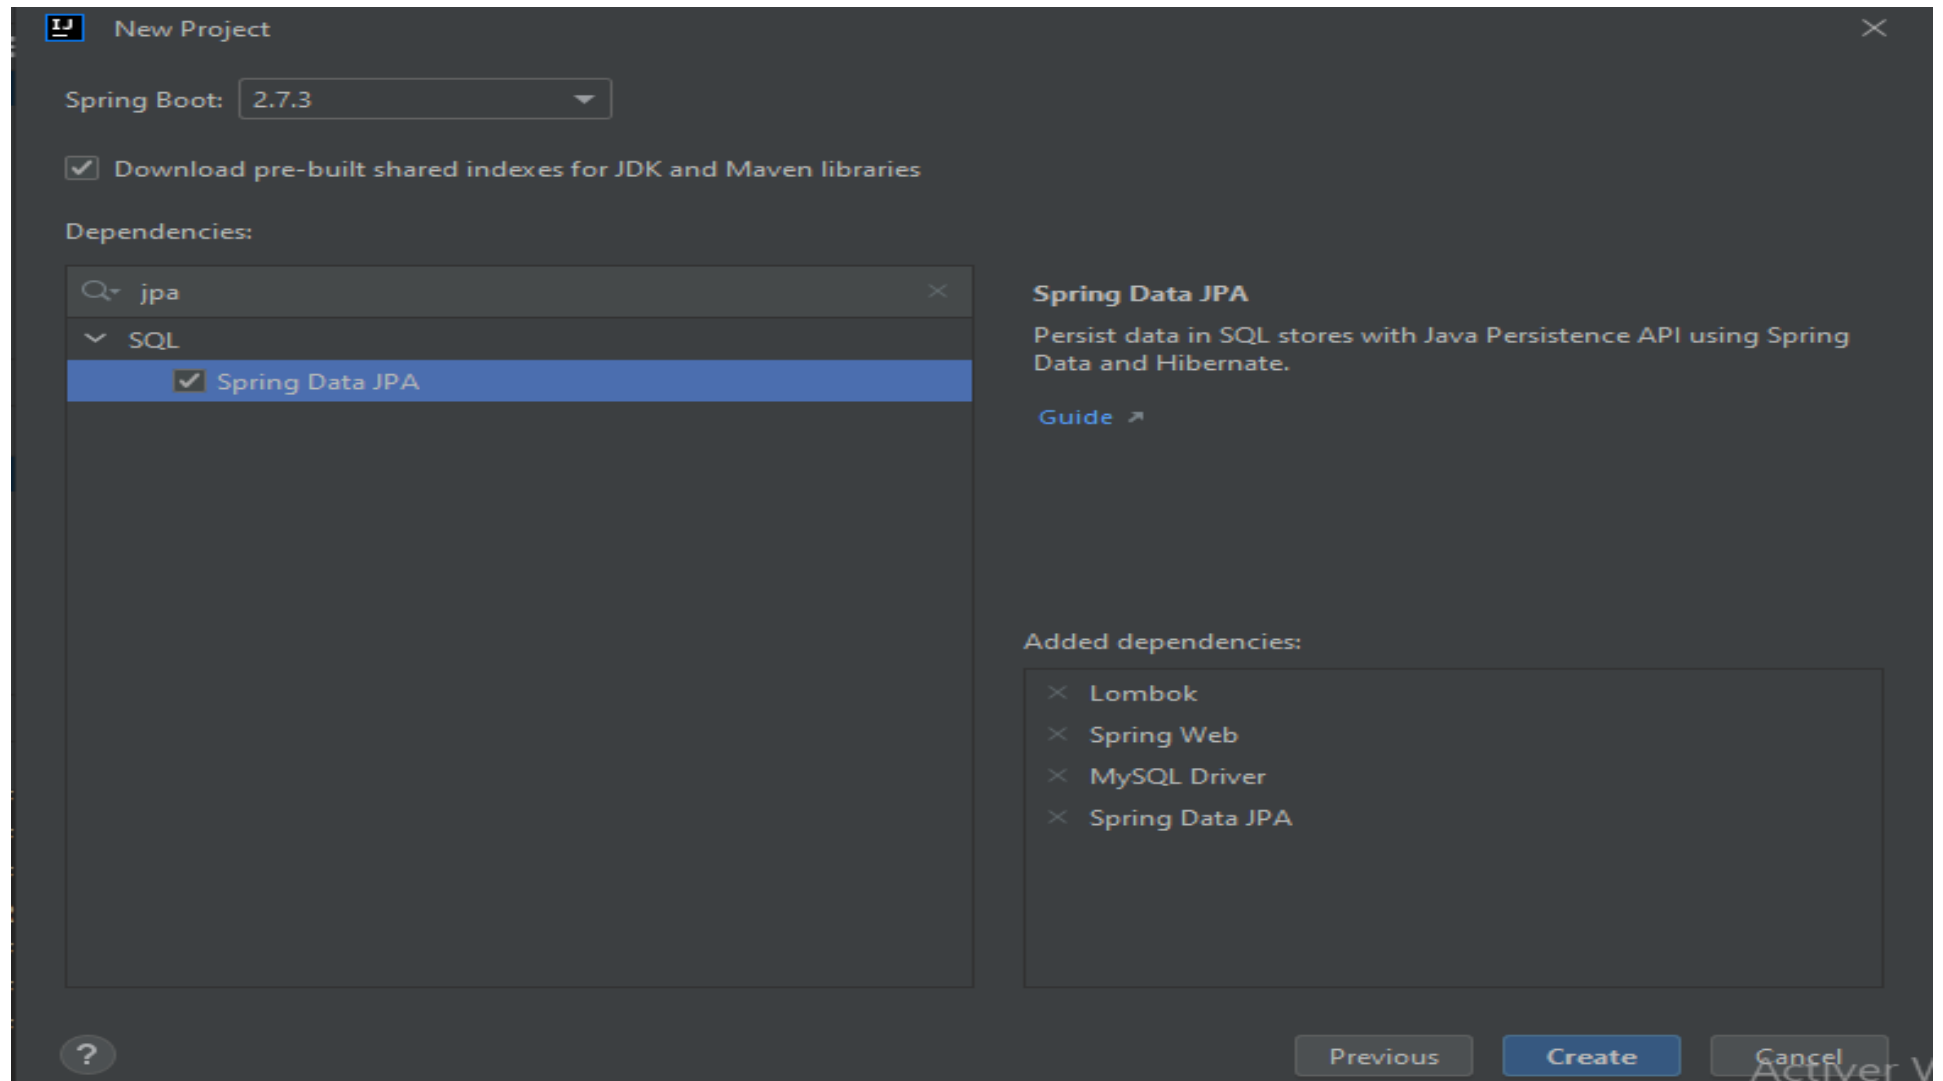 IJ
New Project
Spring Boot: 2.7.3
Download pre-built shared indexes for JDK and Maven libraries
Dependencies:
jpa
SQL
Spring Data JPA
Spring Data JPA
Persist data in SQL stores with Java Persistence API using Spring
Data and Hibernate.
Guide
Added dependencies:
Lombok
Spring Web
MySQL Driver
Spring Data JPA
?
Previous
Create
Cancel
Activer